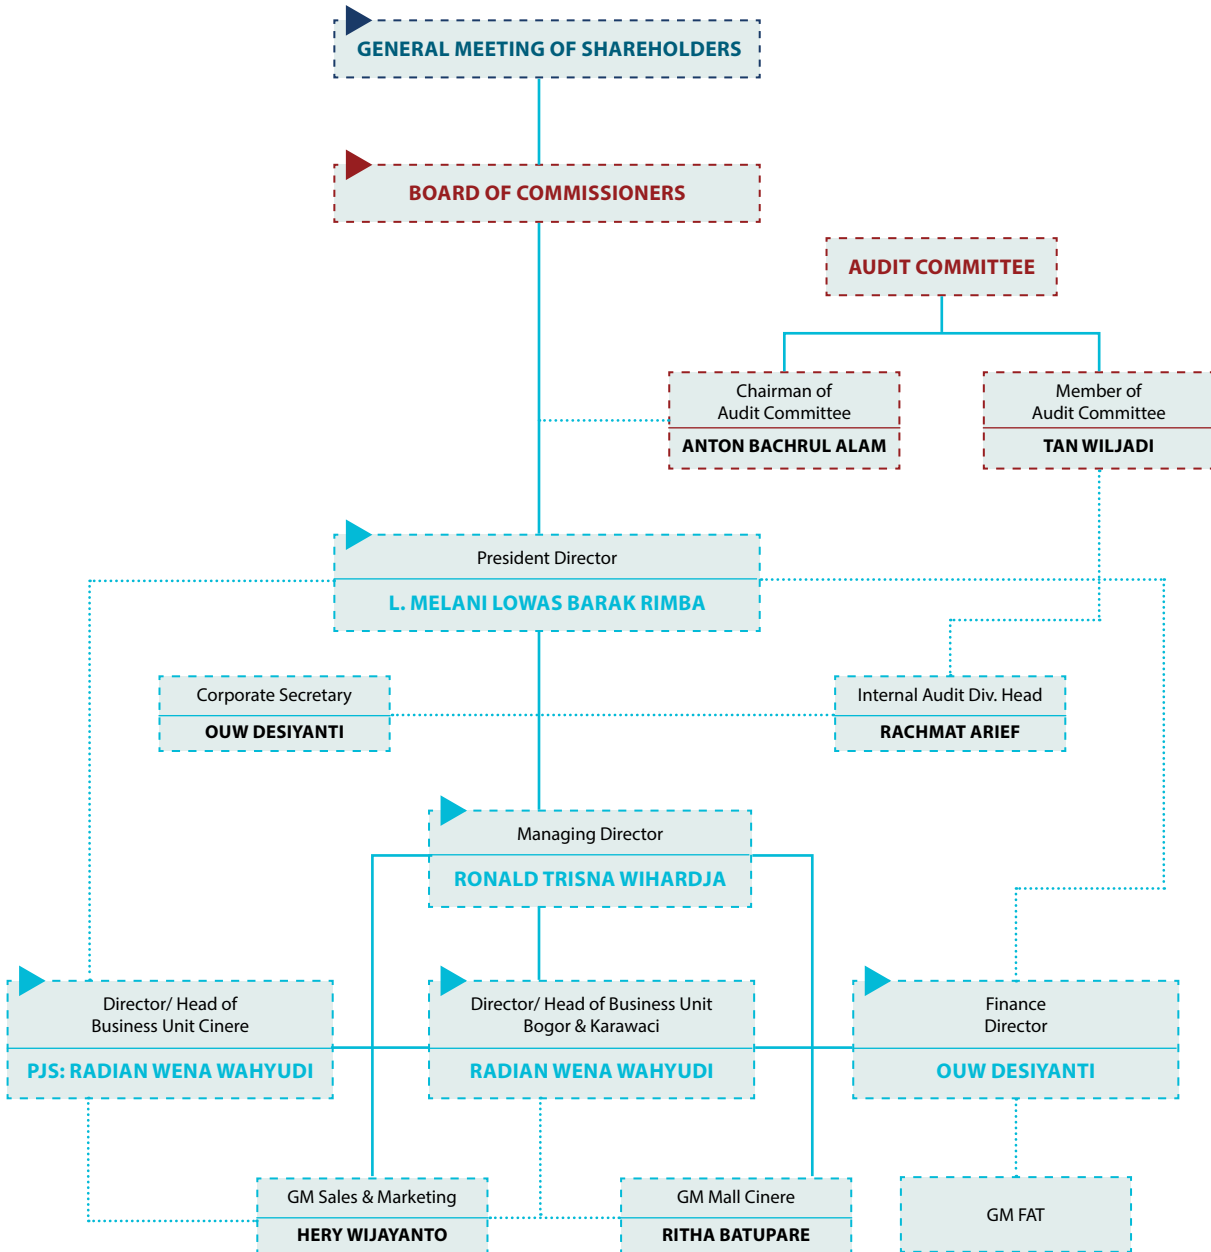 GENERAL MEETING OF SHAREHOLDERS
BOARD OF COMMISSIONERS
AUDIT COMMITTEE
Chairman of
Audit Committee
ANTON BACHRUL ALAM
Member of
Audit Committee
TAN WILJADI
President Director
L. MELANI LOWAS BARAK RIMBA
Corporate Secretary
OUW DESIYANTI
Internal Audit Div. Head
RACHMAT ARIEF
Managing Director
RONALD TRISNA WIHARDJA
Director/ Head of
Business Unit Cinere
PJS: RADIAN WENA WAHYUDI
Director/ Head of Business Unit
Bogor & Karawaci
RADIAN WENA WAHYUDI
Finance
Director
OUW DESIYANTI
GM Sales & Marketing
HERY WIJAYANTO
GM Mall Cinere
RITHA BATUPARE
GM FAT